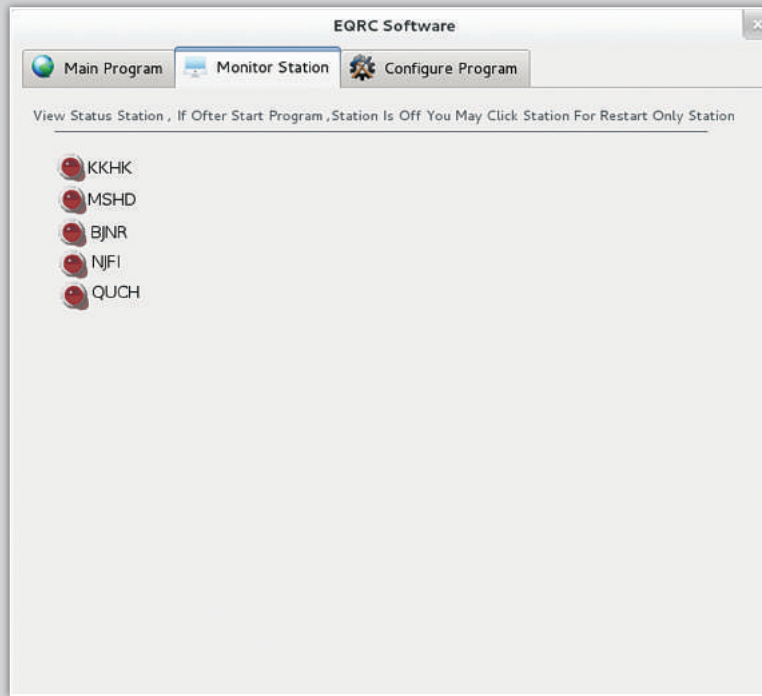 EQRC Software
Main Program
Monitor Station
Configure Program
View Status Station , If Ofter Start Program ,Station Is Off You May Click Station For Restart Only Station
KKHK
MSHD
BJNR
NJFI
QUCH